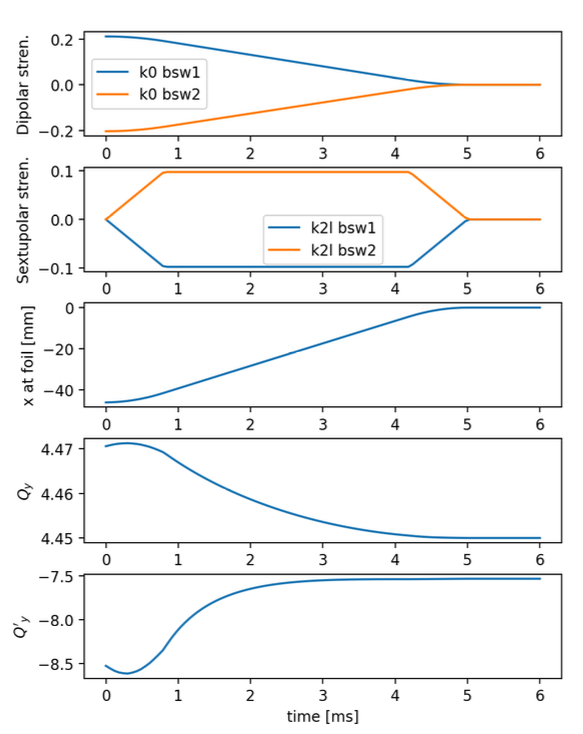 Dipolar stren.
0.2
0.0
−0.2
k0 bsw1
k0 bsw2
0 1 2 3 4 5 6
Sextupolar stren.
0.1
0.0
−0.1
k2l bsw1
k2l bsw2
0 1 2 3 4 5 6
x at foil [mm]
0
−20
−40
0 1 2 3 4 5 6
Qy
4.47
4.46
4.45
0 1 2 3 4 5 6
Q'y
−7.5
−8.0
−8.5
0 1 2 3 4 5 6
time [ms]